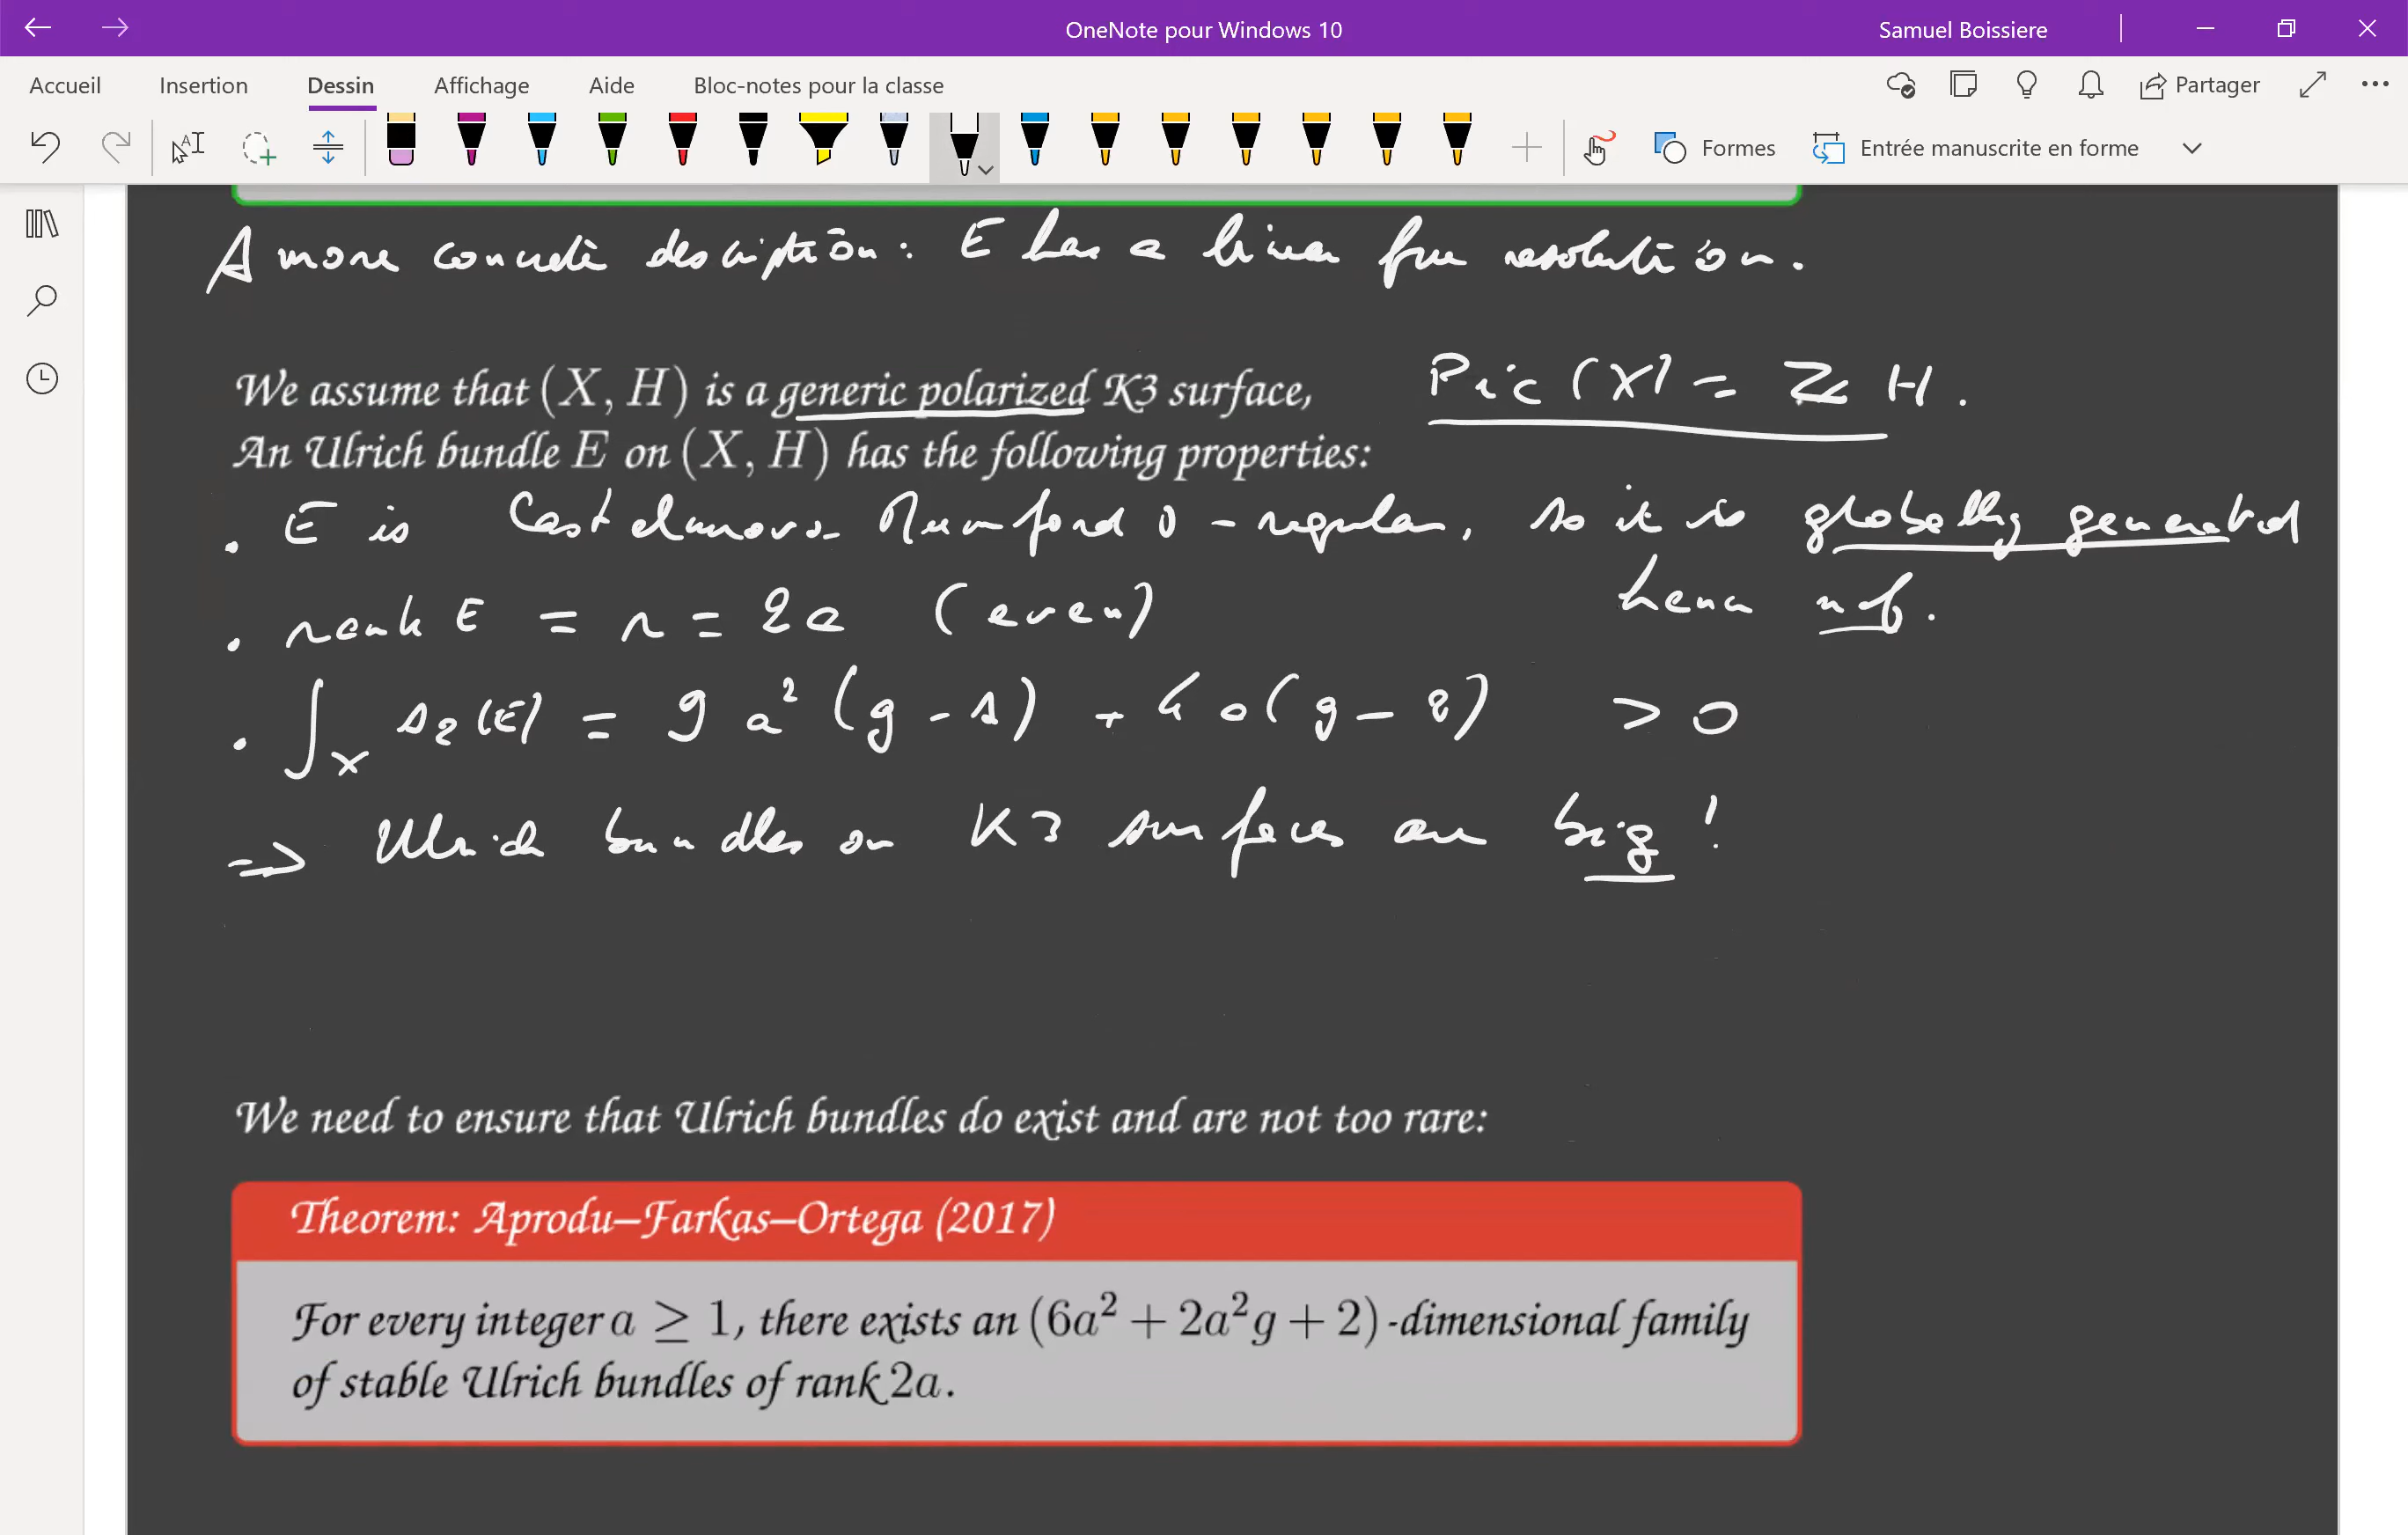 OneNote pour Windows 10
Samuel Boissiere
Accueil Insertion Dessin Affichage Aide Bloc-notes pour la classe
Partager
Formes
Entrée manuscrite en forme
A more concrete description: E has a linear free resolution.
We assume that (X, H) is a generic polarized K3 surface,
Pic(X) = ℤ H.
An Ulrich bundle E on (X, H) has the following properties:
• E is Castelnuovo-Mumford 0-regular, so it is globally generated
hence nef.
• rank E = r = 2a (even)
• ∫_X s₂(E) = 9a²(g-1) + 4a(g-8) > 0
⇒ Ulrich bundles on K3 surfaces are big!
We need to ensure that Ulrich bundles do exist and are not too rare:
Theorem: Aprodu–Farkas–Ortega (2017)
For every integer a ≥ 1, there exists an (6a² + 2a²g + 2)-dimensional family
of stable Ulrich bundles of rank 2a.